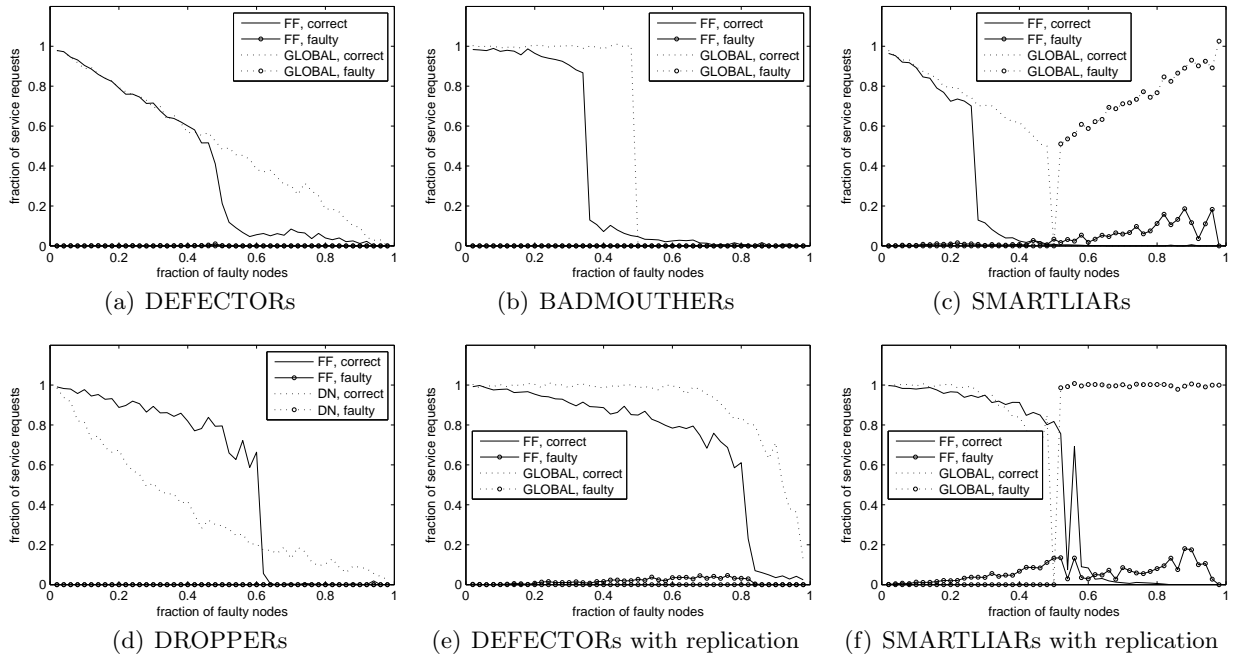 FF, correct
FF, faulty
GLOBAL, correct
GLOBAL, faulty
fraction of service requests
1
0.8
0.6
0.4
0.2
0
0 0.2 0.4 0.6 0.8 1
fraction of faulty nodes
(a) DEFECTORs
FF, correct
FF, faulty
GLOBAL, correct
GLOBAL, faulty
fraction of service requests
1
0.8
0.6
0.4
0.2
0
0 0.2 0.4 0.6 0.8 1
fraction of faulty nodes
(b) BADMOUTHERs
FF, correct
FF, faulty
GLOBAL, correct
GLOBAL, faulty
fraction of service requests
1
0.8
0.6
0.4
0.2
0
0 0.2 0.4 0.6 0.8 1
fraction of faulty nodes
(c) SMARTLIARs
FF, correct
FF, faulty
DN, correct
DN, faulty
fraction of service requests
1
0.8
0.6
0.4
0.2
0
0 0.2 0.4 0.6 0.8 1
fraction of faulty nodes
(d) DROPPERs
FF, correct
FF, faulty
GLOBAL, correct
GLOBAL, faulty
fraction of service requests
1
0.8
0.6
0.4
0.2
0
0 0.2 0.4 0.6 0.8 1
fraction of faulty nodes
(e) DEFECTORs with replication
FF, correct
FF, faulty
GLOBAL, correct
GLOBAL, faulty
fraction of service requests
1
0.8
0.6
0.4
0.2
0
0 0.2 0.4 0.6 0.8 1
fraction of faulty nodes
(f) SMARTLIARs with replication